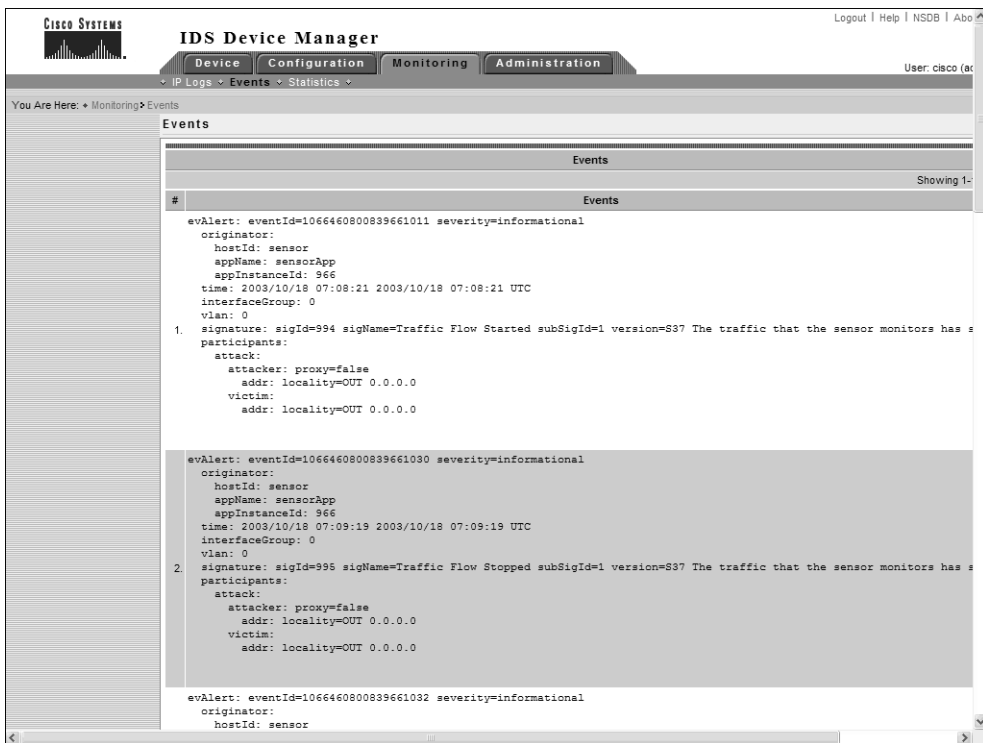 CISCO SYSTEMS
Logout | Help | NSDB | Abo
IDS Device Manager
Device Configuration Monitoring Administration
User: cisco (ac
IP Logs Events Statistics
You Are Here: Monitoring Events
Events
Events
Showing 1-
# Events
evAlert: eventId=1066460800839661011 severity=informational
originator:
hostId: sensor
appName: sensorApp
appInstanceId: 966
time: 2003/10/18 07:08:21 2003/10/18 07:08:21 UTC
interfaceGroup: 0
vlan: 0
1. signature: sigId=994 sigName=Traffic Flow Started subSigId=1 version=S37 The traffic that the sensor monitors has s
participants:
attack:
attacker: proxy=false
addr: locality=OUT 0.0.0.0
victim:
addr: locality=OUT 0.0.0.0
evAlert: eventId=1066460800839661030 severity=informational
originator:
hostId: sensor
appName: sensorApp
appInstanceId: 966
time: 2003/10/18 07:09:19 2003/10/18 07:09:19 UTC
interfaceGroup: 0
vlan: 0
2. signature: sigId=995 sigName=Traffic Flow Stopped subSigId=1 version=S37 The traffic that the sensor monitors has s
participants:
attack:
attacker: proxy=false
addr: locality=OUT 0.0.0.0
victim:
addr: locality=OUT 0.0.0.0
evAlert: eventId=1066460800839661032 severity=informational
originator:
hostId: sensor